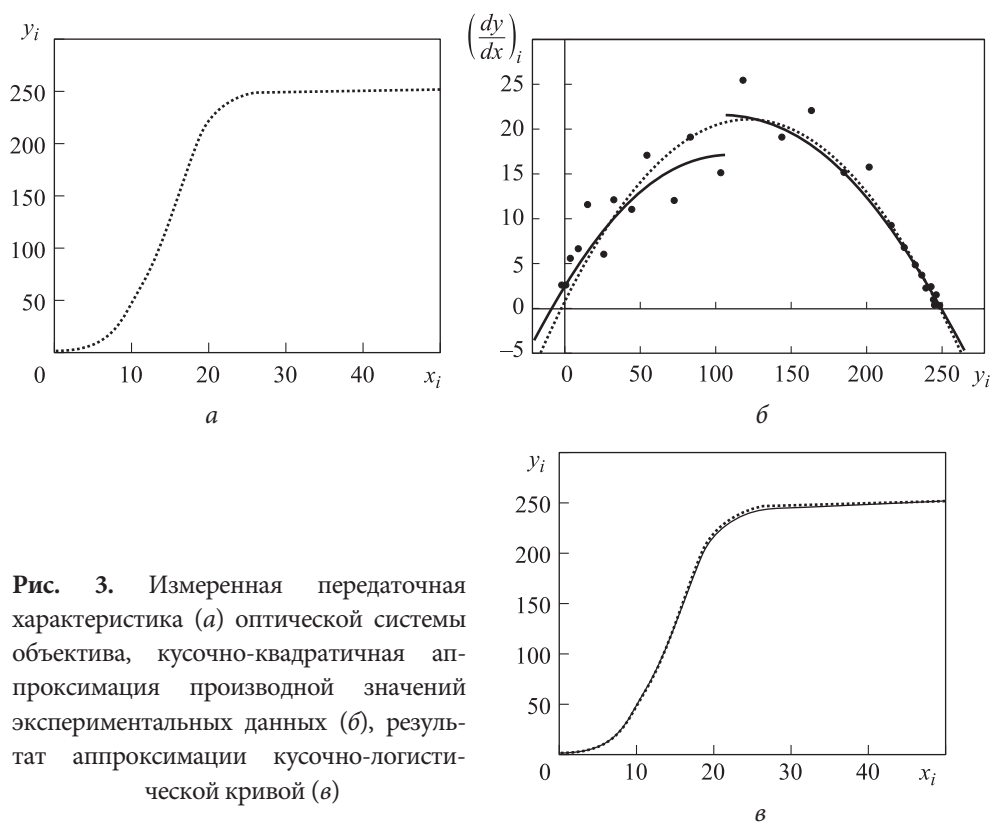 y_i
250
200
150
100
50
0
10
20
30
40
x_i
а
(dy/dx)_i
25
20
15
10
5
0
−5
0
50
100
150
200
250
y_i
б
y_i
250
200
150
100
50
0
10
20
30
40
x_i
в
Рис. 3. Измеренная передаточная
характеристика (а) оптической системы
объектива, кусочно-квадратичная ап-
проксимация производной значений
экспериментальных данных (б), резуль-
тат аппроксимации кусочно-логисти-
ческой кривой (в)